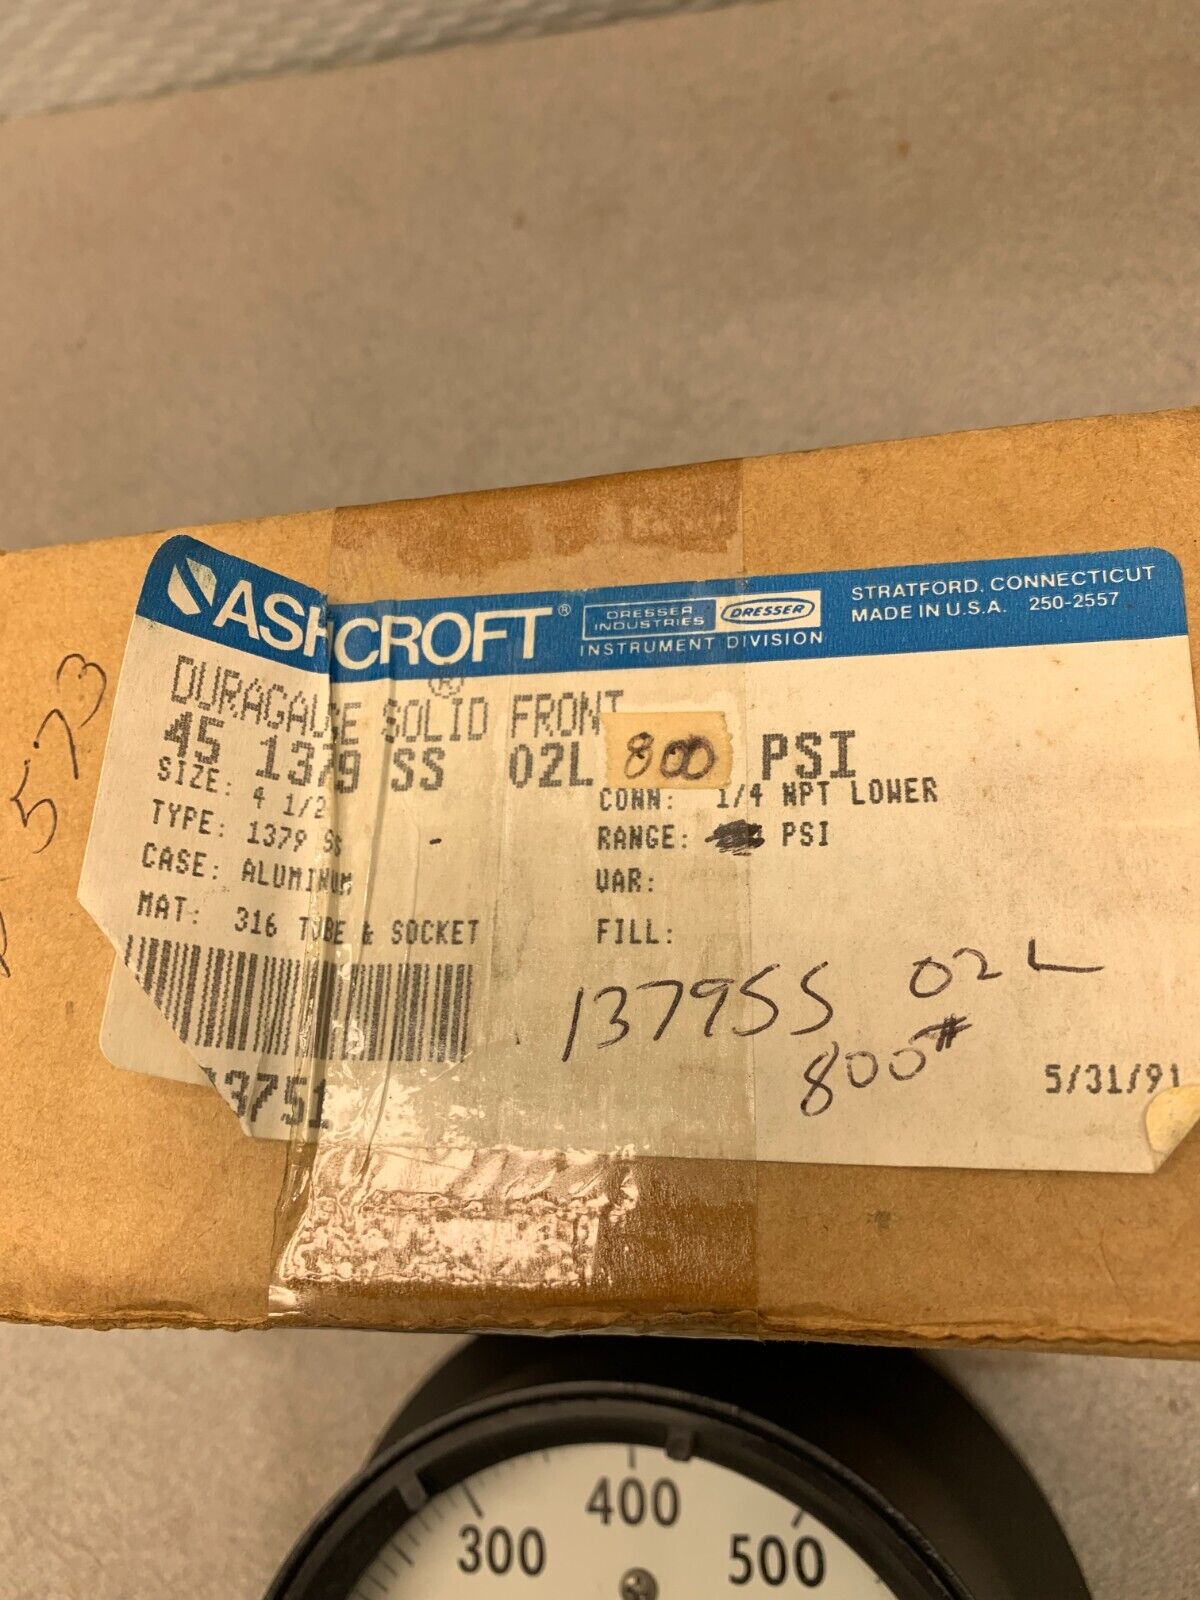 ASHCROFT®
DRESSER INDUSTRIES DRESSER
INSTRUMENT DIVISION
STRATFORD, CONNECTICUT
MADE IN U.S.A. 250-2557
DURAGAUGE® SOLID FRONT
45 1379 SS 02L 800 PSI
SIZE: 4 1/2
TYPE: 1379 SS -
CASE: ALUMINUM
MAT: 316 TUBE & SOCKET
CONN: 1/4 NPT LOWER
RANGE: PSI
VAR:
FILL:
1379SS 02L
800#
3751
5/31/91
573
300 400 500